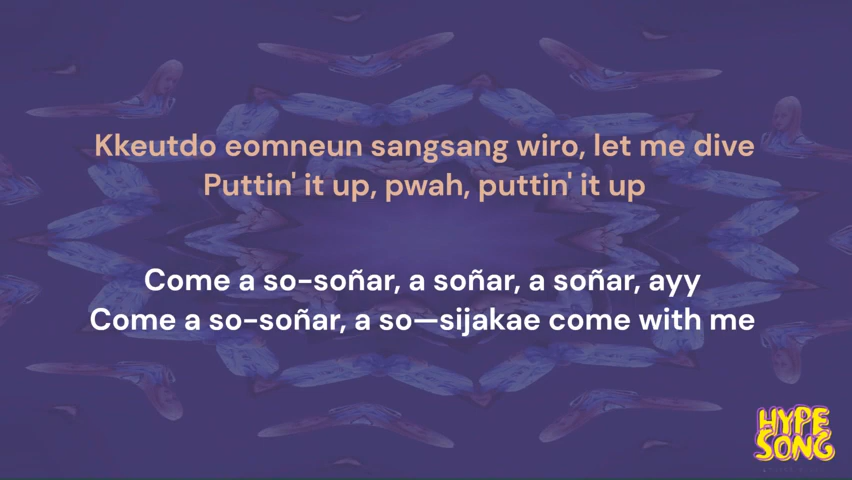 Kkeutdo eomneun sangsang wiro, let me dive
Puttin' it up, pwah, puttin' it up
Come a so-soñar, a soñar, a soñar, ayy
Come a so-soñar, a so—sijakae come with me
HYPE
SONG